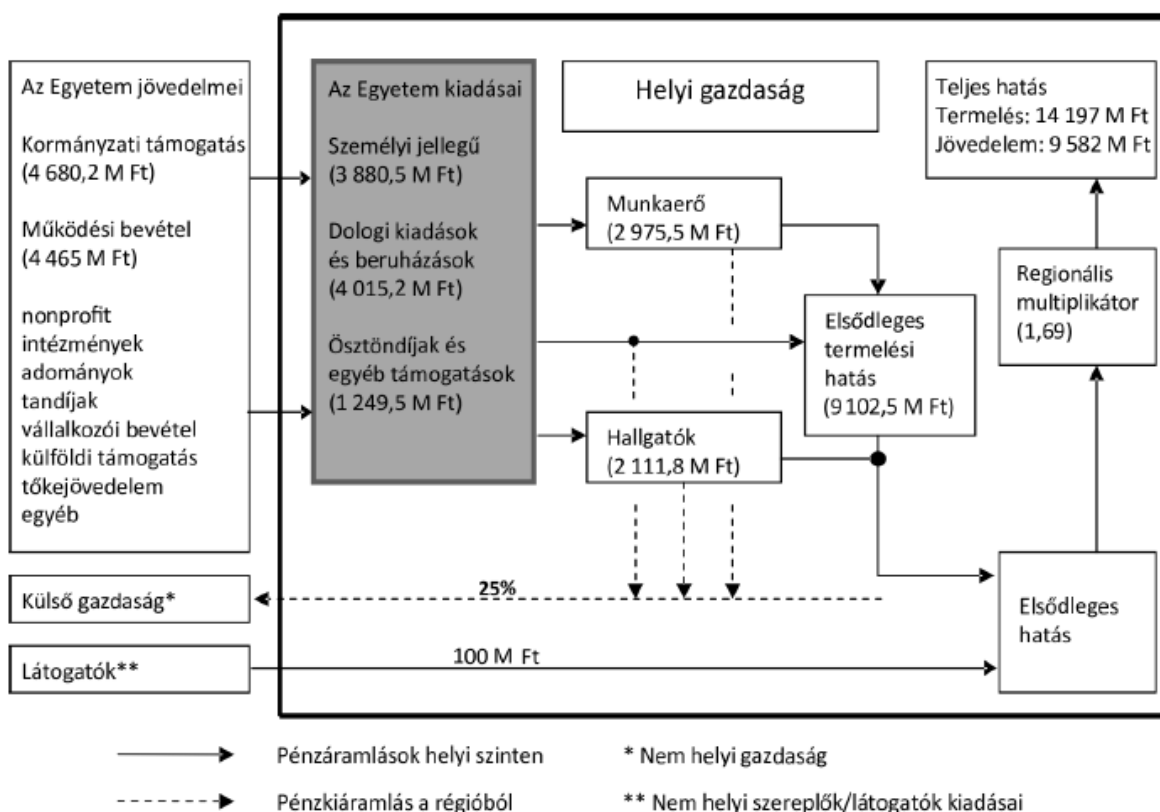 Az Egyetem jövedelmei
Kormányzati támogatás
(4 680,2 M Ft)
Működési bevétel
(4 465 M Ft)
nonprofit
intézmények
adományok
tandíjak
vállalkozói bevétel
külföldi támogatás
tőkejövedelem
egyéb
Az Egyetem kiadásai
Személyi jellegű
(3 880,5 M Ft)
Dologi kiadások
és beruházások
(4 015,2 M Ft)
Ösztöndíjak és
egyéb támogatások
(1 249,5 M Ft)
Helyi gazdaság
Munkaerő
(2 975,5 M Ft)
Hallgatók
(2 111,8 M Ft)
Elsődleges
termelési
hatás
(9 102,5 M Ft)
Teljes hatás
Termelés: 14 197 M Ft
Jövedelem: 9 582 M Ft
Regionális
multiplikátor
(1,69)
Elsődleges
hatás
Külső gazdaság*
25%
Látogatók**
100 M Ft
Pénzáramlások helyi szinten
* Nem helyi gazdaság
Pénzkiáramlás a régióból
** Nem helyi szereplők/látogatók kiadásai